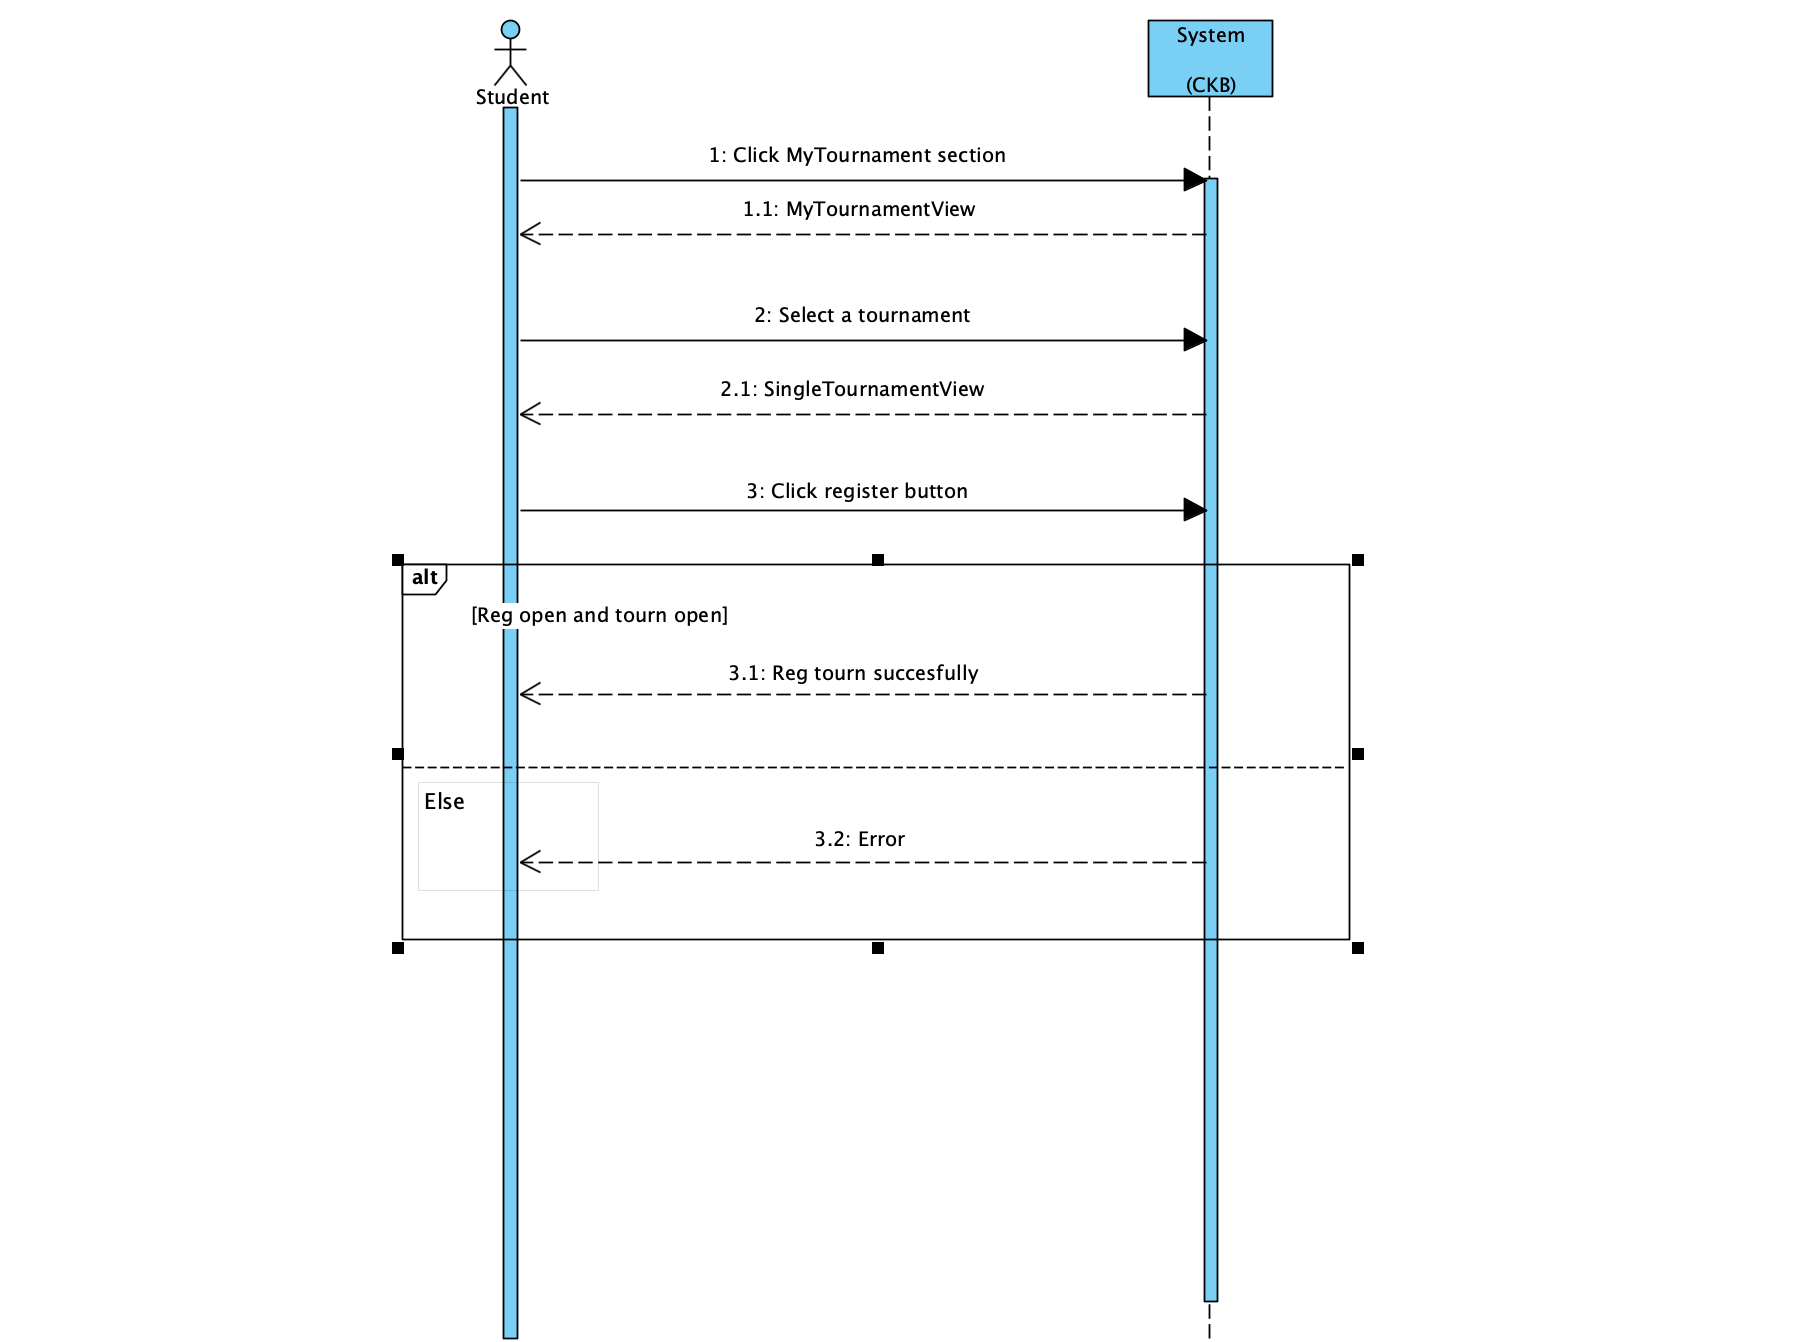 Student
System
(CKB)
1: Click MyTournament section
1.1: MyTournamentView
2: Select a tournament
2.1: SingleTournamentView
3: Click register button
alt
[Reg open and tourn open]
3.1: Reg tourn succesfully
Else
3.2: Error